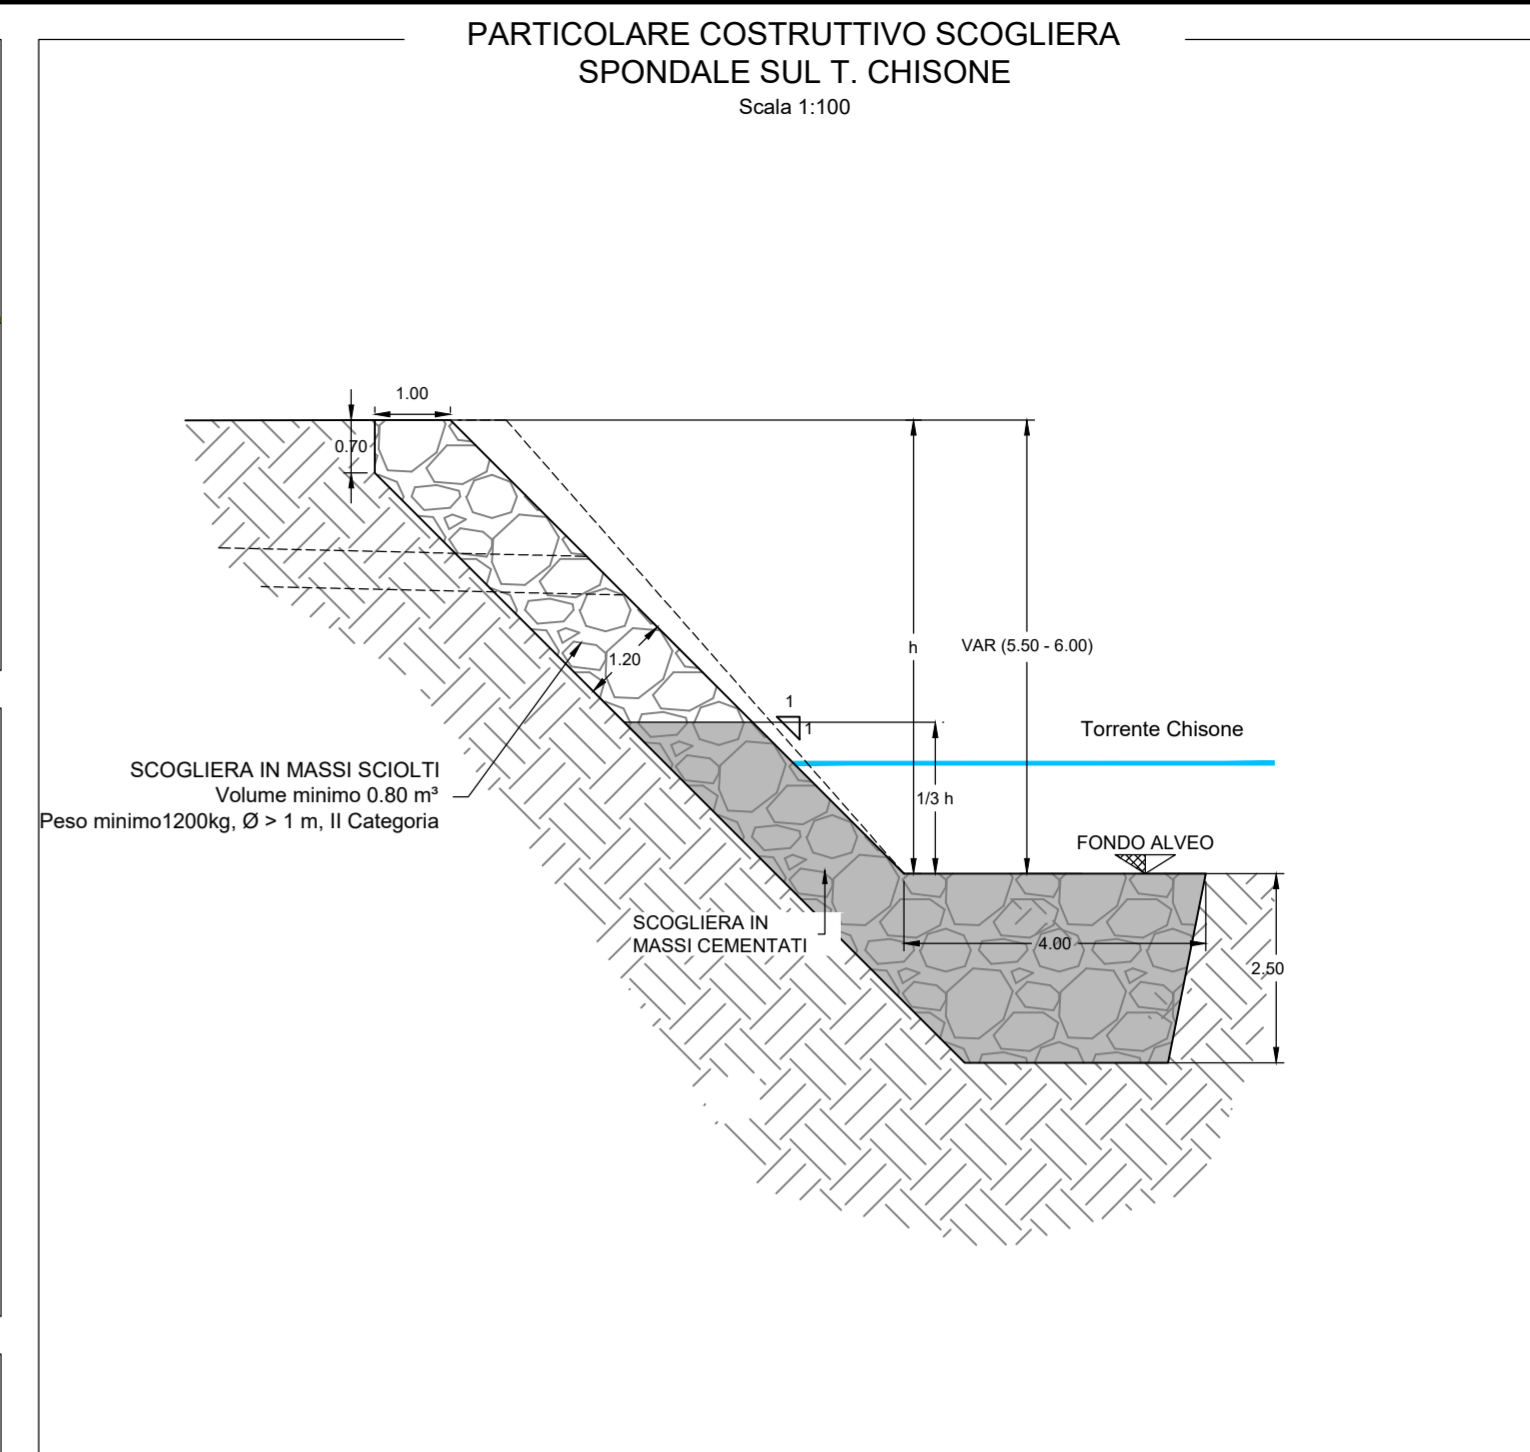 PARTICOLARE COSTRUTTIVO SCOGLIERA
SPONDALE SUL T. CHISONE
Scala 1:100
1.00
0.70
h
VAR (5.50 - 6.00)
1.20
1
1
Torrente Chisone
SCOGLIERA IN MASSI SCIOLTI
Volume minimo 0.80 m³
Peso minimo1200kg, Ø > 1 m, II Categoria
1/3 h
FONDO ALVEO
SCOGLIERA IN
MASSI CEMENTATI
4.00
2.50